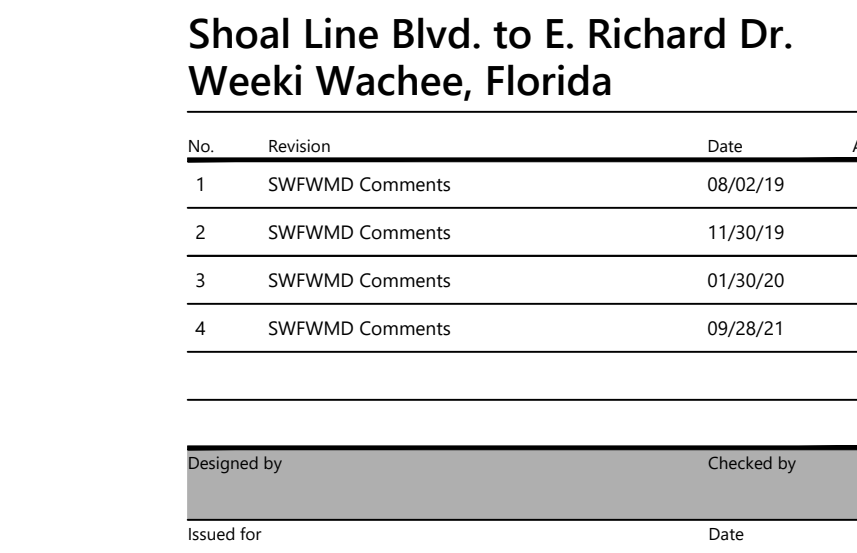 Shoal Line Blvd. to E. Richard Dr.
Weeki Wachee, Florida
No. Revision Date
1 SWFWMD Comments 08/02/19
2 SWFWMD Comments 11/30/19
3 SWFWMD Comments 01/30/20
4 SWFWMD Comments 09/28/21
Designed by Checked by
Issued for Date